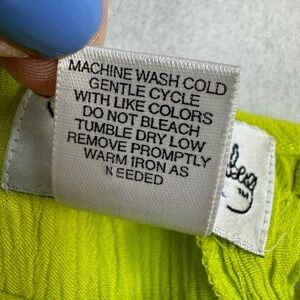 MACHINE WASH COLD
GENTLE CYCLE
WITH LIKE COLORS
DO NOT BLEACH
TUMBLE DRY LOW
REMOVE PROMPTLY
WARM IRON AS
NEEDED